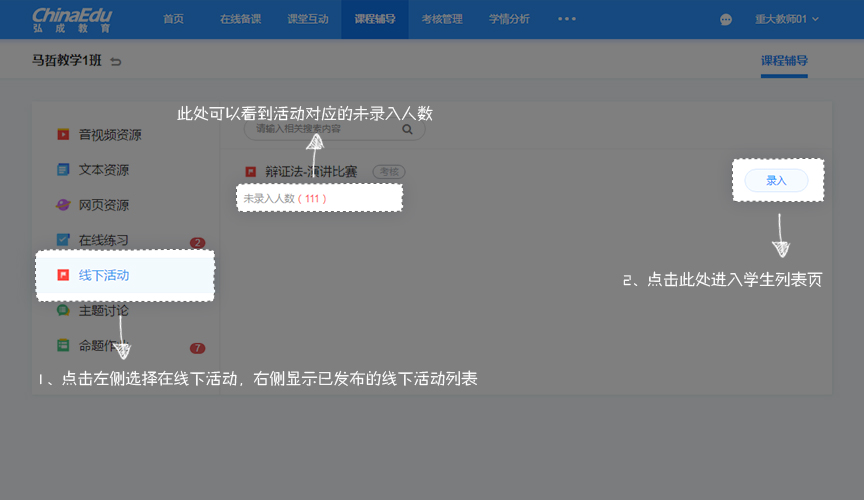 ChinaEdu
弘成教育
首页 在线备课 课堂互动 课程辅导 考核管理 学情分析 重大教师01
马哲教学1班 课程辅导
此处可以看到活动对应的未录入人数
请输入相关搜索内容
音视频资源
文本资源
网页资源
在线练习 2
线下活动
主题讨论
命题作业 7
辩证法-演讲比赛 考核
未录入人数（111）
录入
2、点击此处进入学生列表页
1、点击左侧选择在线下活动，右侧显示已发布的线下活动列表